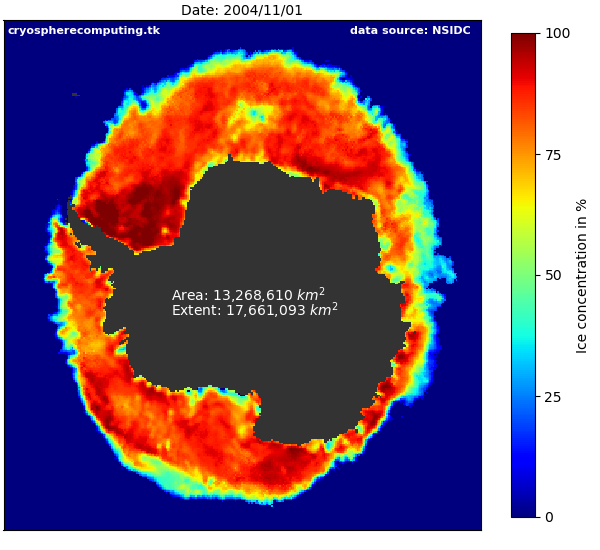 Date: 2004/11/01
cryospherecomputing.tk
data source: NSIDC
Area: 13,268,610 km²
Extent: 17,661,093 km²
100
75
50
25
0
Ice concentration in %